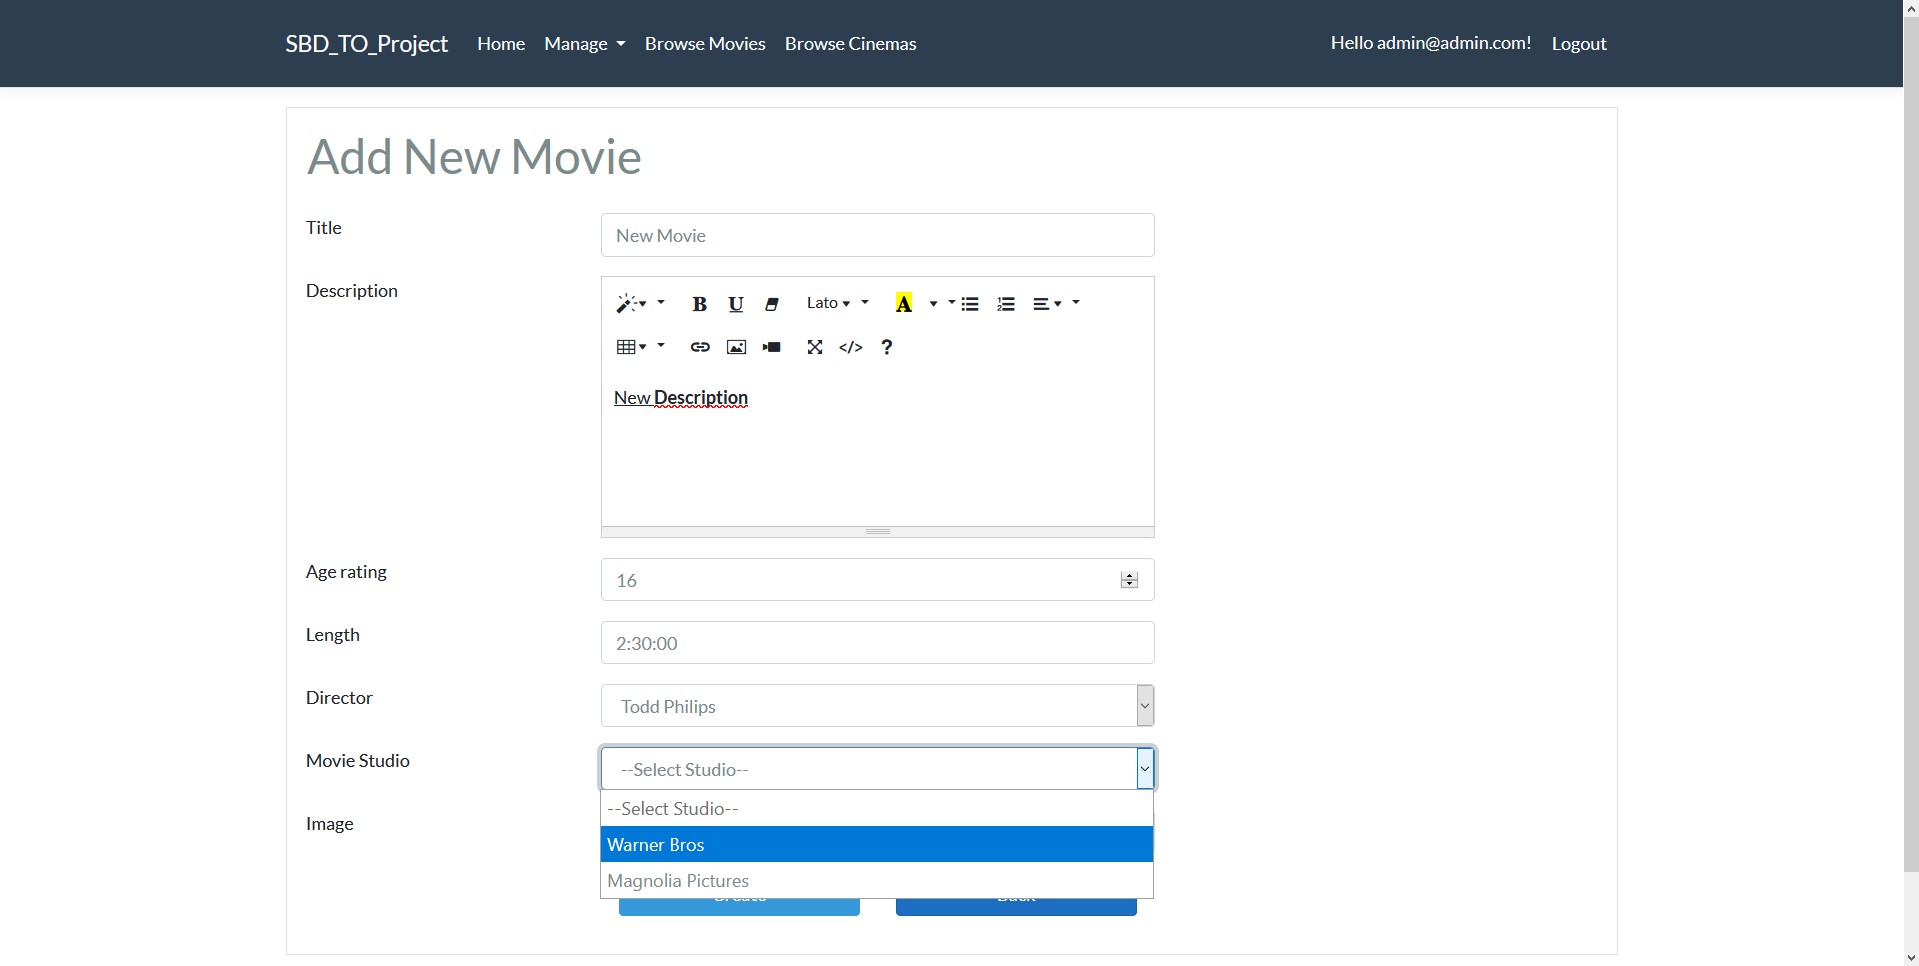 SBD_TO_Project Home Manage Browse Movies Browse Cinemas Hello admin@admin.com! Logout
Add New Movie
Title
New Movie
Description
B U Lato A
</> ?
New Description
Age rating
16
Length
2:30:00
Director
Todd Philips
Movie Studio
--Select Studio--
--Select Studio--
Image
Warner Bros
Magnolia Pictures